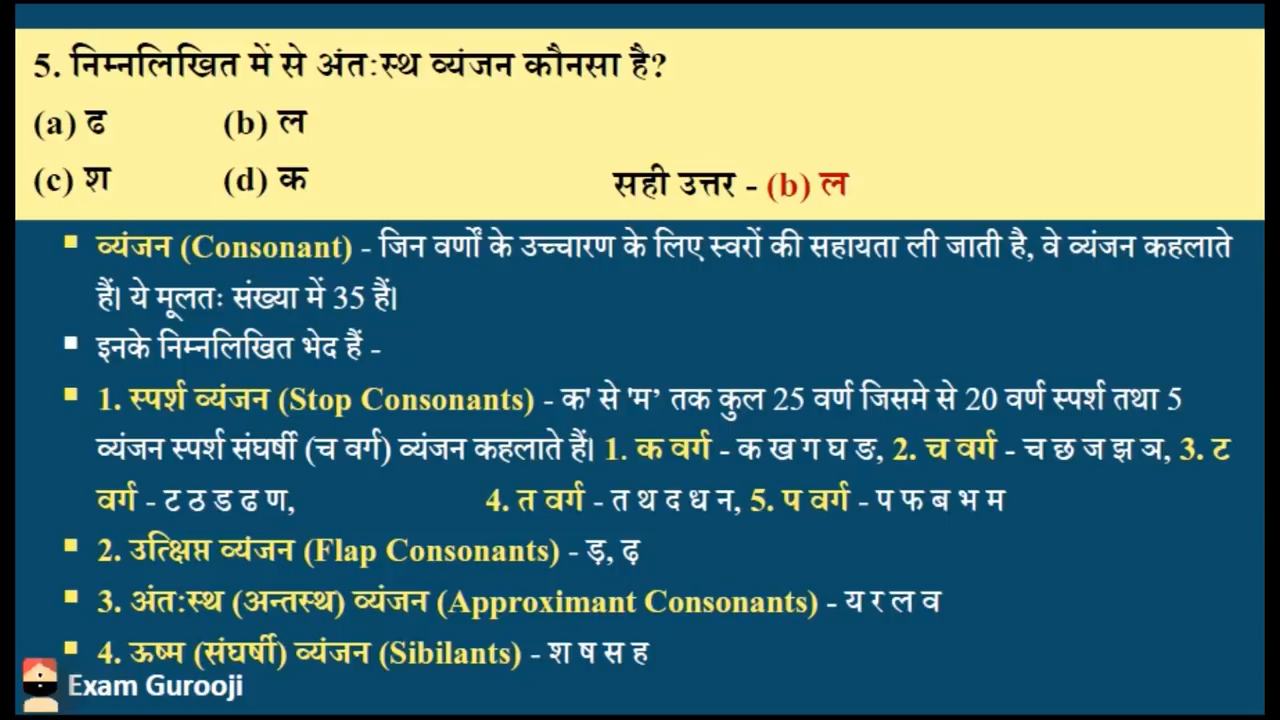 5. निम्नलिखित में से अंतःस्थ व्यंजन कौनसा है?
(a) ढ (b) ल
(c) श (d) क सही उत्तर - (b) ल
▪ व्यंजन (Consonant) - जिन वर्णों के उच्चारण के लिए स्वरों की सहायता ली जाती है, वे व्यंजन कहलाते
हैं। ये मूलतः संख्या में 35 हैं।
▪ इनके निम्नलिखित भेद हैं -
▪ 1. स्पर्श व्यंजन (Stop Consonants) - क' से 'म’ तक कुल 25 वर्ण जिसमे से 20 वर्ण स्पर्श तथा 5
व्यंजन स्पर्श संघर्षी (च वर्ग) व्यंजन कहलाते हैं। 1. क वर्ग - क ख ग घ ङ, 2. च वर्ग - च छ ज झ ञ, 3. ट
वर्ग - ट ठ ड ढ ण, 4. त वर्ग - त थ द ध न, 5. प वर्ग - प फ ब भ म
▪ 2. उत्क्षिप्त व्यंजन (Flap Consonants) - ड़, ढ़
▪ 3. अंतःस्थ (अन्तस्थ) व्यंजन (Approximant Consonants) - य र ल व
▪ 4. ऊष्म (संघर्षी) व्यंजन (Sibilants) - श ष स ह
Exam Gurooji